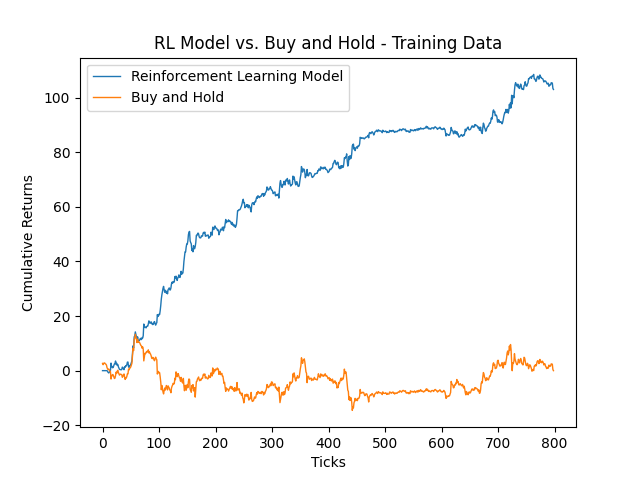 RL Model vs. Buy and Hold - Training Data
Reinforcement Learning Model
Buy and Hold
Cumulative Returns
100
80
60
40
20
0
−20
0 100 200 300 400 500 600 700 800
Ticks